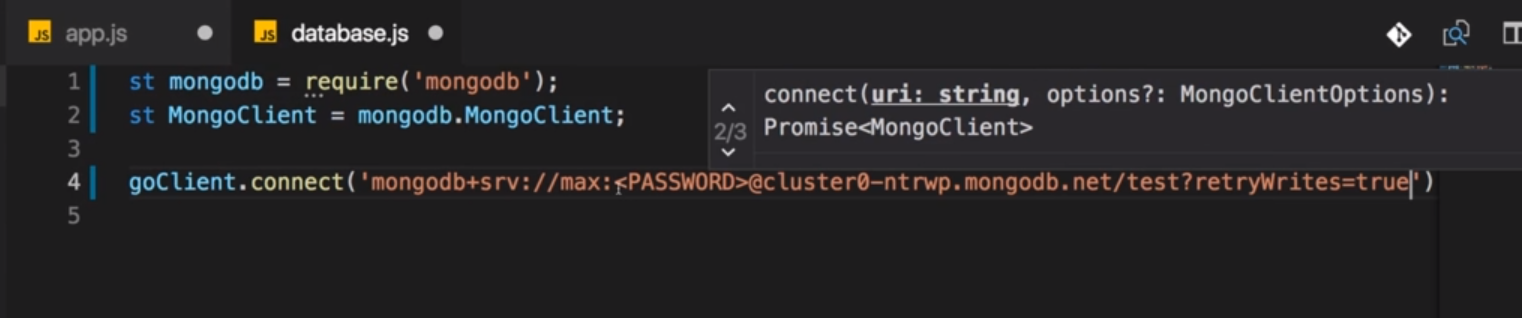 JS app.js
JS database.js
1 st mongodb = require('mongodb');
2 st MongoClient = mongodb.MongoClient;
3
4 goClient.connect('mongodb+srv://max:<PASSWORD>@cluster0-ntrwp.mongodb.net/test?retryWrites=true')
5
connect(uri: string, options?: MongoClientOptions):
2/3 Promise<MongoClient>